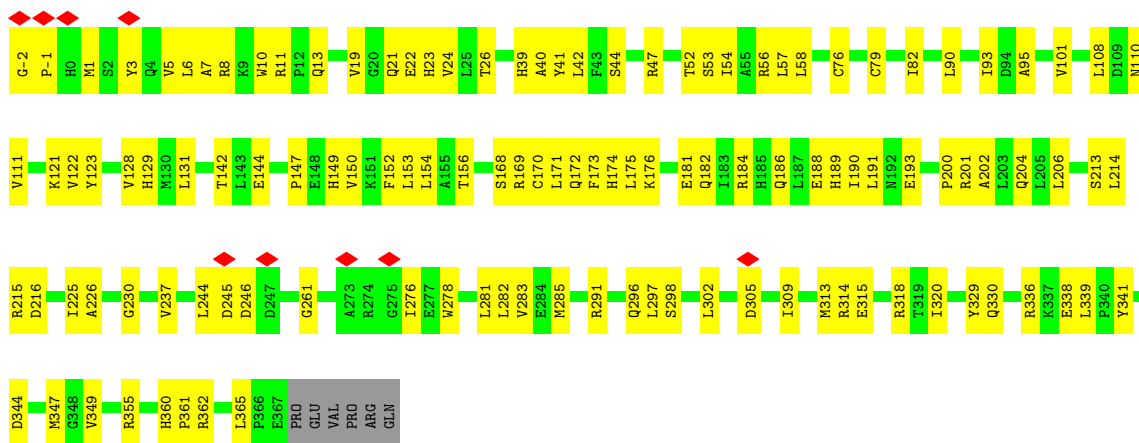 G-2 P-1 H0 M1 S2 Y3 Q4 V5 L6 A7 R8 K9 W10 R11 P12 Q13 V19 G20 Q21 E22 H23 V24 L25 T26 H39 A40 Y41 L42 F43 S44 R47 T52 S53 I54 A55 R56 L57 L58 C76 C79 I82 L90 I93 D94 A95 V101 L108 D109 N110
V111 K121 V122 Y123 V128 H129 M130 L131 T142 L143 E144 P147 E148 H149 V150 K151 F152 L153 L154 A155 T156 S168 R169 C170 L171 Q172 F173 H174 L175 K176 E181 Q182 I183 R184 H185 Q186 L187 E188 H189 I190 L191 N192 E193 P200 R201 A202 L203 Q204 L205 L206 S213 L214
R215 D216 I225 A226 G230 V237 L244 D245 D246 D247 G261 A273 R274 G275 I276 E277 W278 L281 L282 V283 E284 M285 R291 Q296 L297 S298 L302 D305 I309 M313 R314 E315 R318 T319 I320 Y329 Q330 R336 K337 E338 L339 P340 Y341
D344 M347 G348 V349 R355 H360 P361 R362 L365 P366 E367 PRO GLU VAL PRO ARG GLN